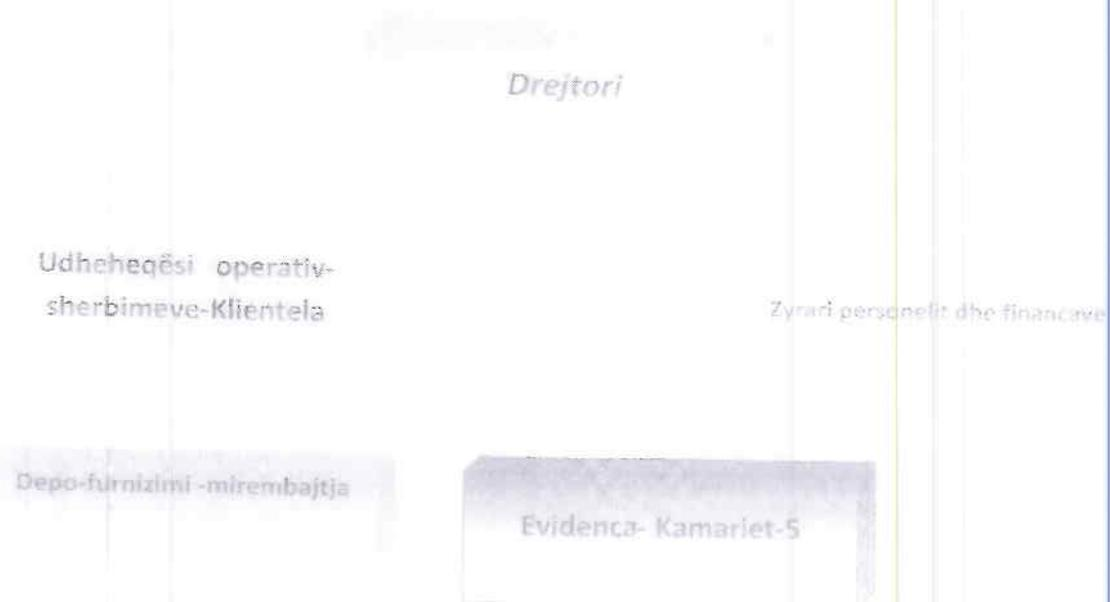 Drejtori
Udheheqësi operativ-
sherbimeve-Klientela
Zyrari personelit dhe financave
Depo-furnizimi -mirembajtja
Evidenca- Kamariet-5